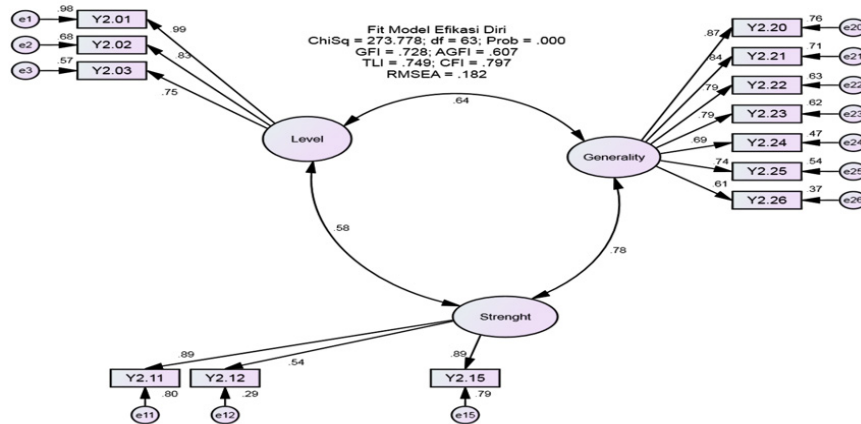 Fit Model Efikasi Diri
ChiSq = 273.778; df = 63; Prob = .000
GFI = .728; AGFI = .607
TLI = .749; CFI = .797
RMSEA = .182
e1 .98 Y2.01 .99
e2 .68 Y2.02 .83
e3 .57 Y2.03 .75
Level
.64
Generality
.87 Y2.20 .76 e20
.84 Y2.21 .71 e21
.79 Y2.22 .63 e22
.79 Y2.23 .62 e23
.69 Y2.24 .47 e24
.74 Y2.25 .54 e25
.61 Y2.26 .37 e26
.58
.78
Strenght
.89 .54 .89
Y2.11 Y2.12 Y2.15
.80 .29 .79
e11 e12 e15